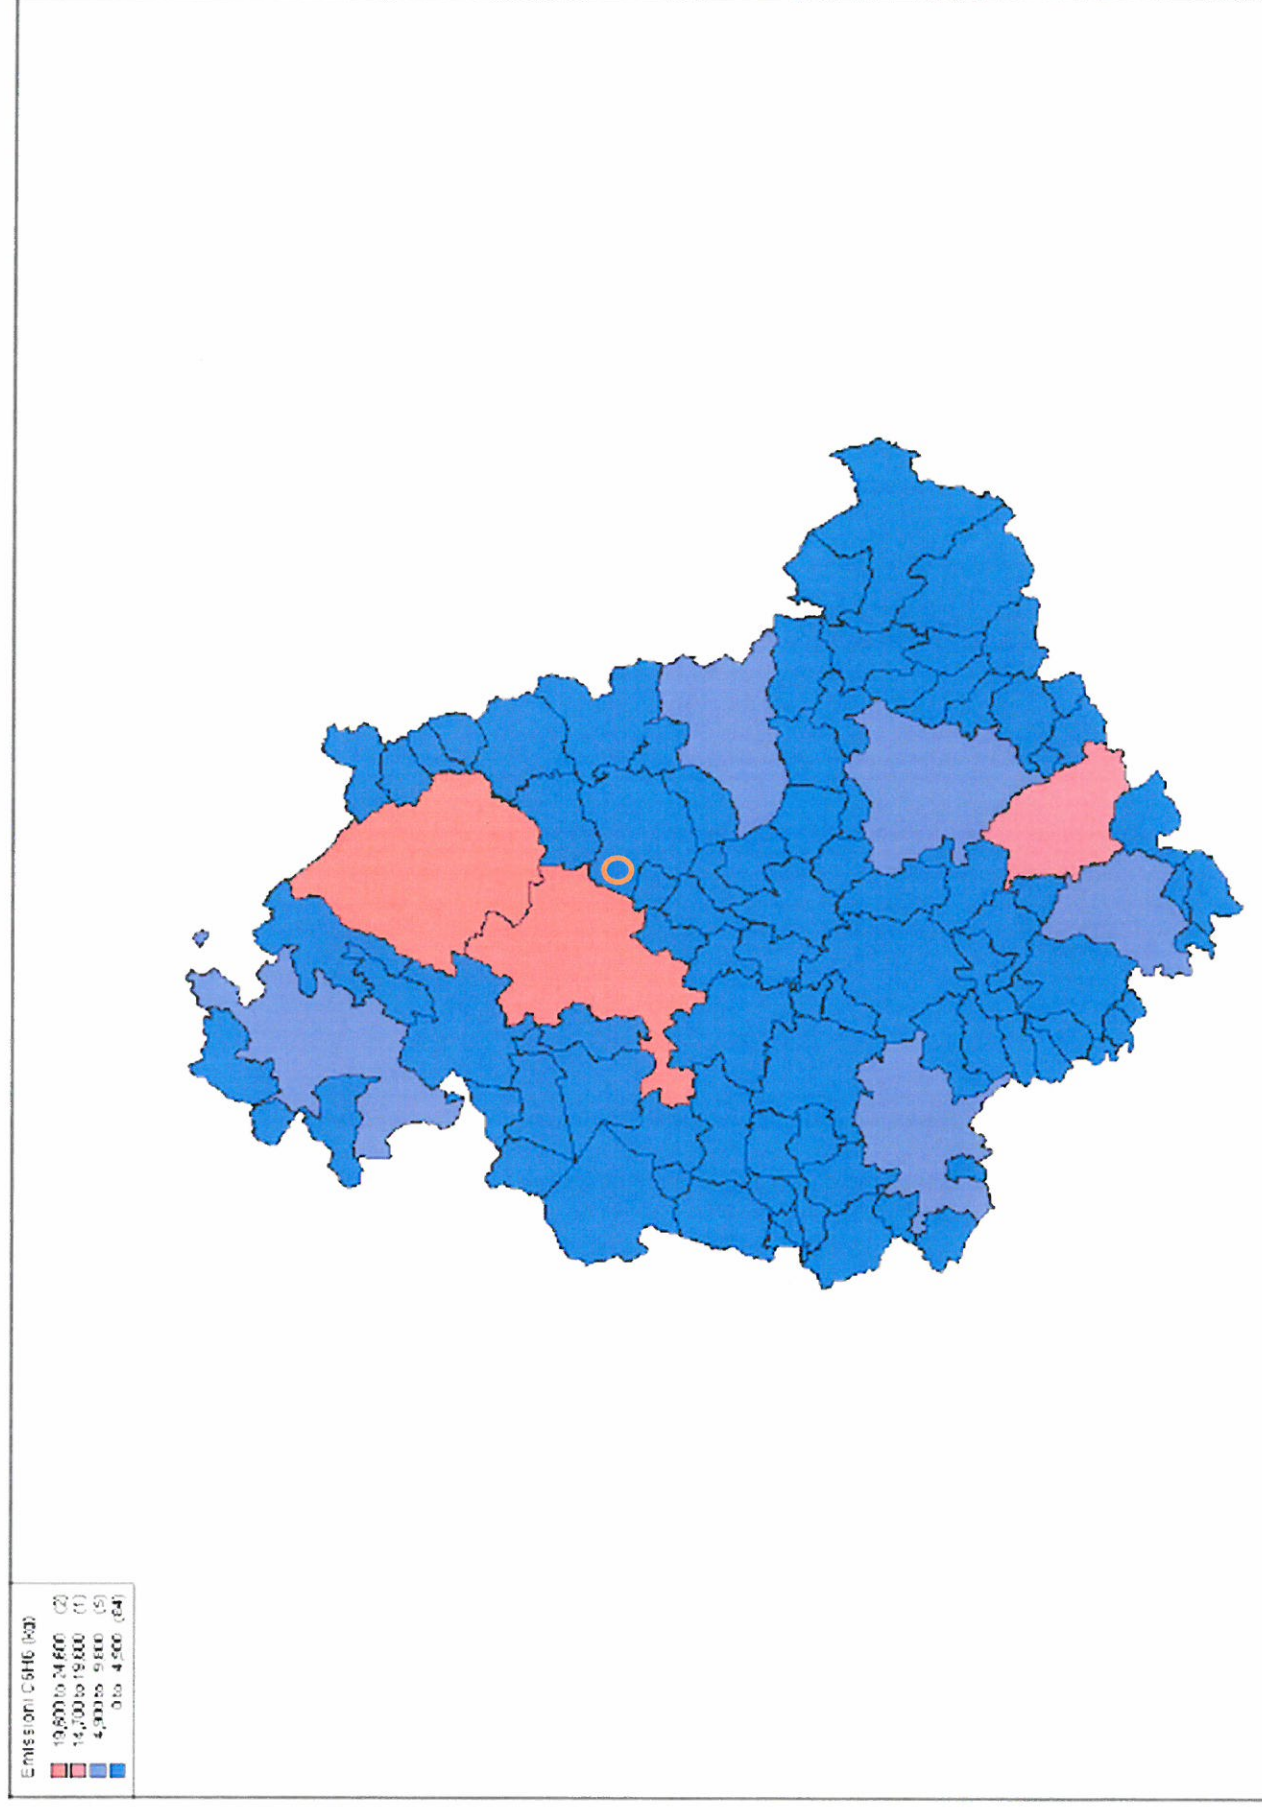 Emissioni C6H6 (kg)
19,600 to 24,600 (2)
14,700 to 19,600 (1)
4,900 to 9,800 (5)
0 to 4,900 (84)